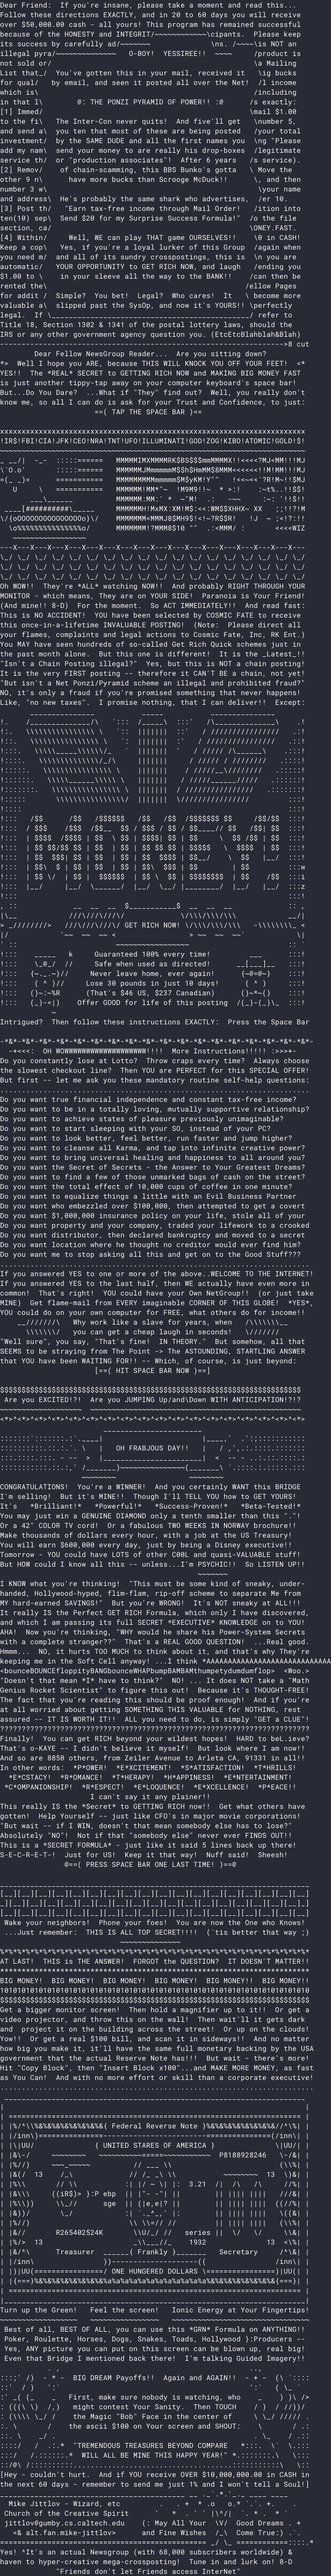 Dear Friend:  If you're insane, please take a moment and read this...
Follow these directions EXACTLY, and in 20 to 60 days you will receive
over $50,000.00 cash - all yours! This program has remained successful
because of the HONESTY and INTEGRIT/~~~~~~~~~~~~\cipants.  Please keep
its success by carefully ad/~~~~~~~              \ns. /~~~~\is NOT an
illegal pyra/~~~~~~~~~~~~~~   O-BOY!  YESSIREE!!  ~~~~     /product is
not sold or/                                               \a Mailing
List that_/  You've gotten this in your mail, received it   \ig bucks
for qual/   by email, and seen it posted all over the Net!  /l income
which is\                                                  /including
in that l\        @: THE PONZI PYRAMID OF POWER!! :@      /s exactly:
[1] Immed/                                                \mail $1.00
to the fi\   The Inter-Con never quits!  And five'll get   \number 5,
and send a\  you ten that most of these are being posted    /your total
investment/  by the SAME DUDE and all the first names you   \ng "Please
add my nam\  send your money to are really his drop-boxes   /legitimate
service th/  or "production associates"!  After 6 years    /s service).
[2] Remov/     of chain-scamming, this BBS Bunko's gotta   \ Move the
other 9 n\      have more bucks than Scrooge McDuck!!       \, and then
number 3 w\                                                  \your name
and address\  He's probably the same shark who advertises,  /er 10.
[3] Post th/   "Earn tax-free income through Mail Order!   /ition into
ten(10) sep\  Send $20 for my Surprise Success Formula!"  /o the file
section, ca/                                              \ONEY.FAST.
[4] Within/     Well, WE can play THAT game OURSELVES!!    \0 in CASH!
Keep a cop\   Yes, if you're a loyal lurker of this Group  /again when
you need m/  and all of its sundry crosspostings, this is   \n you are
automatic/   YOUR OPPORTUNITY to GET RICH NOW, and laugh   /ending you
$1.00 to \    in your sleeve all the way to the BANK!!    /can then be
rented the\                                              /ellow Pages
for addit /  Simple?  You bet!  Legal?  Who cares!  It   \ become more
valuable a\  slipped past the SysOp, and now it's YOURS!! \perfectly
legal.  If \______________________________________________/ refer to
Title 18, Section 1302 & 1341 of the postal lottery laws, should the
IRS or any other government agency question you. (EtcEtcBlahblah&Blah)
------------------------------------------------------------------>8 cut
Dear Fellow NewsGroup Reader...  Are you sitting down?
*>  Well I hope you ARE, because THIS WILL KNOCK YOU OFF YOUR FEET!  <*
YES!!  The *REAL* SECRET to GETTING RICH NOW and MAKING BIG MONEY FAST
is just another tippy-tap away on your computer keyboard's space bar!
But...Do You Dare?  ...What if "They" find out?  Well, you really don't
know me, so all I can do is ask for your Trust and Confidence, to just:
==( TAP THE SPACE BAR )==
!IRS!FBI!CIA!JFK!CEO!NRA!TNT!UFO!ILLUMINATI!GOD!ZOG!KIBO!ATOMIC!GOLD!$!
Oh WOW!!  They're *ALL* watching NOW!!  And probably RIGHT THROUGH YOUR
MONITOR - which means, They are on YOUR SIDE!  Paranoia is Your Friend!
(And mine!! 8-D)  For the moment.  So ACT IMMEDIATELY!!  And read fast:
This is NO ACCIDENT!  YOU have been selected by COSMIC FATE to receive
this once-in-a-lifetime INVALUABLE POSTING!  (Note:  Please direct all
your flames, complaints and legal actions to Cosmic Fate, Inc, RK Ent.)
YOU MAY have seen hundreds of so-called Get Rich Quick schemes just in
the past month alone.  But this one is different!  It is the _Latest_!!
"Isn't a Chain Posting illegal?"  Yes, but this is NOT a chain posting!
It is the very FIRST posting -- therefore it CAN'T BE a chain, not yet!
"But isn't a Net Ponzi/Pyramid scheme an illegal and prohibited fraud?"
NO, it's only a fraud if you're promised something that never happens!
Like, "no new taxes".  I promise nothing, that I can deliver!!  Except:
///\///\///\/ GET RICH NOW! \/\\\/\\\/\\\
k     Guaranteed 100% every time!
Safe when used as directed!
Never leave home, ever again!
Lose 30 pounds in just 10 days!
(That's $46 US, $237 Canadian)
Offer GOOD for life of this posting
Intrigued?  Then follow these instructions EXACTLY:  Press the Space Bar
-+<<<:  OH WOWWWWWWWWWWWWWWWWWW!!!!  More Instructions!!!!! :>>>+-
Do you constantly lose at Lotto?  Throw craps every time?  Always choose
the slowest checkout line?  Then YOU are PERFECT for this SPECIAL OFFER!
But first -- let me ask you these mandatory routine self-help questions:
Do you want true financial independence and constant tax-free income?
Do you want to be in a totally loving, mutually supportive relationship?
Do you want to achieve states of pleasure previously unimaginable?
Do you want to start sleeping with your SO, instead of your PC?
Do you want to look better, feel better, run faster and jump higher?
Do you want to cleanse all Karma, and tap into infinite creative power?
Do you want to bring universal healing and happiness to all around you?
Do you want the Secret of Secrets - the Answer to Your Greatest Dreams?
Do you want to find a few of those unmarked bags of cash on the street?
Do you want the total effect of 10,000 cups of coffee in one minute?
Do you want to equalize things a little with an Evil Business Partner
Do you want who embezzled over $100,000, then attempted to get a covert
Do you want $1,000,000 insurance policy on your life, stole all of your
Do you want property and your company, traded your lifework to a crooked
Do you want distributor, then declared bankruptcy and moved to a secret
Do you want location where he thought no creditor would ever find him?
Do you want me to stop asking all this and get on to the Good Stuff???
If you answered YES to one or more of the above..WELCOME TO THE INTERNET!
If you answered YES to the last half, then WE actually have even more in
common!  That's right!  YOU could have your Own NetGroup!!  (or just take
MINE)  Get flame-mail from EVERY imaginable CORNER OF THIS GLOBE!  *YES*,
YOU could do on your own computer for FREE, what others do for income!!
Why work like a slave for years, when
you can get a cheap laugh in seconds!
"Well sure", you say, "That's fine!  IN THEORY."  But somehow, all that
SEEMS to be straying from The Point -> The ASTOUNDING, STARTLING ANSWER
that YOU have been WAITING FOR!! -- Which, of course, is just beyond:
[==( HIT SPACE BAR NOW )==]
Are you EXCITED!?!  Are you JUMPING Up/and\Down WITH ANTICIPATION!?!?
OH FRABJOUS DAY!!
CONGRATULATIONS!  You're a WINNER!  And you certainly WANT this BRIDGE
I'm selling!  But it's MINE!!  Though I'LL TELL YOU how to GET YOURS!
It's   *Brilliant!*   *Powerful!*   *Success-Proven!*   *Beta-Tested!*
You may just win a GENUINE DIAMOND only a tenth smaller than this "."!
Or a 42" COLOR TV cord!  Or a fabulous TWO WEEKS IN NORWAY brochure!!
Make thousands of dollars every hour, with a job at the US Treasury!
You will earn $600,000 every day, just by being a Disney executive!!
Tomorrow - YOU could have LOTS of other C00L and quasi-VALUABLE stuff!
But HOW could I know all this -- unless...I'm PSYCHIC!!  So LISTEN UP!!
I KNOW what you're thinking!  "This must be some kind of sneaky, under-
handed, Hollywood-hyped, flim-flam, rip-off scheme to separate Me from
MY hard-earned SAVINGS!"  But you're WRONG!  It's NOT sneaky at ALL!!!
It really IS the Perfect GET RICH Formula, which only I have discovered,
and which I am passing its full SECRET *EXECUTIVE* KNOWLEDGE on to YOU!
AHA!  Now you're thinking, "WHY would he share his Power-System Secrets
with a complete stranger??"  That's a REAL GOOD QUESTION!  ...Real good.
Hmmm...  NO, it hurts TOO MUCH to think about it, and that's why They're
keeping me in the Soft Cell anyway! ...I think *AAAAAAAAAAAAAAAAAAAAAAAAAAAA
<bounceBOUNCEfloppityBANGbounceWHAPbumpBAMBAMthumpetydumdumflop>  <Woo.>
"Doesn't that mean *I* have to think?"  NO! ... It does NOT take a "Math
Genius Rocket Scientist" to figure this out!  Because it's THOUGHT-FREE!
The fact that you're reading this should be proof enough!  And if you're
at all worried about getting SOMETHING THIS VALUABLE for NOTHING, rest
assured -- IT IS WORTH IT!!  ALL you need to do, is simply 'GET a CLUE'!
Finally!  You can get RICH beyond your wildest hopes!  HARD to beL.ieve?
That's o-KAYE -- I didn't believe it myself!  But look where I am now!!
And so are 8850 others, from Zeiler Avenue to Arleta CA, 91331 in all!!
In other words:  *P*OWER!  *E*XCITEMENT!  *S*ATISFACTION!  *T*HRILLS!
*E*CSTACY!  *R*OMANCE!  *T*HERAPY!  *H*APPINESS!  *E*NTERTAINMENT!
*C*OMPANIONSHIP!  *R*ESPECT!  *E*LOQUENCE!  *E*XCELLENCE!  *P*EACE!!
I can't say it any plainer!!
This really IS the *Secret* to GETTING RICH now!!  Get what others have
gotten!  Help Yourself -- just like CFO's in major movie corporations!
"But wait -- if I WIN, doesn't that mean somebody else has to lose?"
Absolutely "NO"!  Not if that "somebody else" never ever FINDS OUT!!
This is a *SECRET FORMULA* - just like it said 5 lines back up there!
S-E-C-R-E-T-!  Just for US!  Keep it that way!  Nuff said!  Sheesh!
@==( PRESS SPACE BAR ONE LAST TIME! )==@
Wake your neighbors!  Phone your foes!  You are now the One who Knows!
...Just remember:  THIS IS ALL TOP SECRET!!!!  (`tis better that way ;)
AT LAST!  THIS is THE ANSWER!  FORGOT the QUESTION?  IT DOESN'T MATTER!!
BIG MONEY!  BIG MONEY!  BIG MONEY!  BIG MONEY!  BIG MONEY!!  BIG MONEY!!
Get a bigger monitor screen!  Then hold a magnifier up to it!!  Or get a
video projector, and throw this on the wall!  Then wait'll it gets dark
and  project it on the building across the street!  Or up on the clouds!
Yow!!  Or get a real $100 bill, and scan it in sideways!!  And no matter
how big you make it, it'll have the same full monetary backing by the USA
government that the actual Reserve Note has!!!  But wait - there's more!
Hit "Copy Block", then "Insert Block x100"...and MAKE MORE MONEY, as fast
as You Can!  And with no more effort or skill than a corporate executive!
{ Federal Reserve Note }
{ UNITED STARES OF AMERICA }
P8188928246
13
3.21
13
R265402524K
series
13
1932
13
Treasurer
{ Frankly }
Secretary
ONE HUNGERED DOLLARS
Turn up the Green!   Feel the screen!   Ionic Energy at Your Fingertips!
Best of all, BEST OF ALL, you can use this *GRN* Formula on ANYTHING!!
Poker, Roulette, Horses, Dogs, Snakes, Toads, Hollywood }:Producers --
Yes, ANY picture you can put on this screen can be blown up, real big!
Even that Bridge I mentioned back there!  I'm talking Guided Imagery!!
BIG DREAM Payoffs!!  Again and AGAIN!!
First, make sure nobody is watching, who
might contest Your Sanity.  Then TOUCH
the Magic "Bob" Face in the center of
the ascii $100 on Your screen and SHOUT:
"TREMENDOUS TREASURES BEYOND COMPARE
WILL ALL BE MINE THIS HAPPY YEAR!"
[Hey - couldn't hurt.  And if YOU receive OVER $10,000,000.00 in CASH in
the next 60 days - remember to send me just 1% and I won't tell a Soul!]
Mike Jittlov - Wizard, etc
Church of the Creative Spirit
jittlov@gumby.cs.caltech.edu    (: May All Your  \V/  Good Dreams . +
<& alt.fan.mike-jittlov>      and Fine Wishes  /_\  Come True:) .
Yes! ^It's an actual Newsgroup (with 68,000 subscribers worldwide) &
haven to hyper-creative mega-crossposting!  Tune in and lurk on! 8-D
"Friends don't let Friends access InterNet"